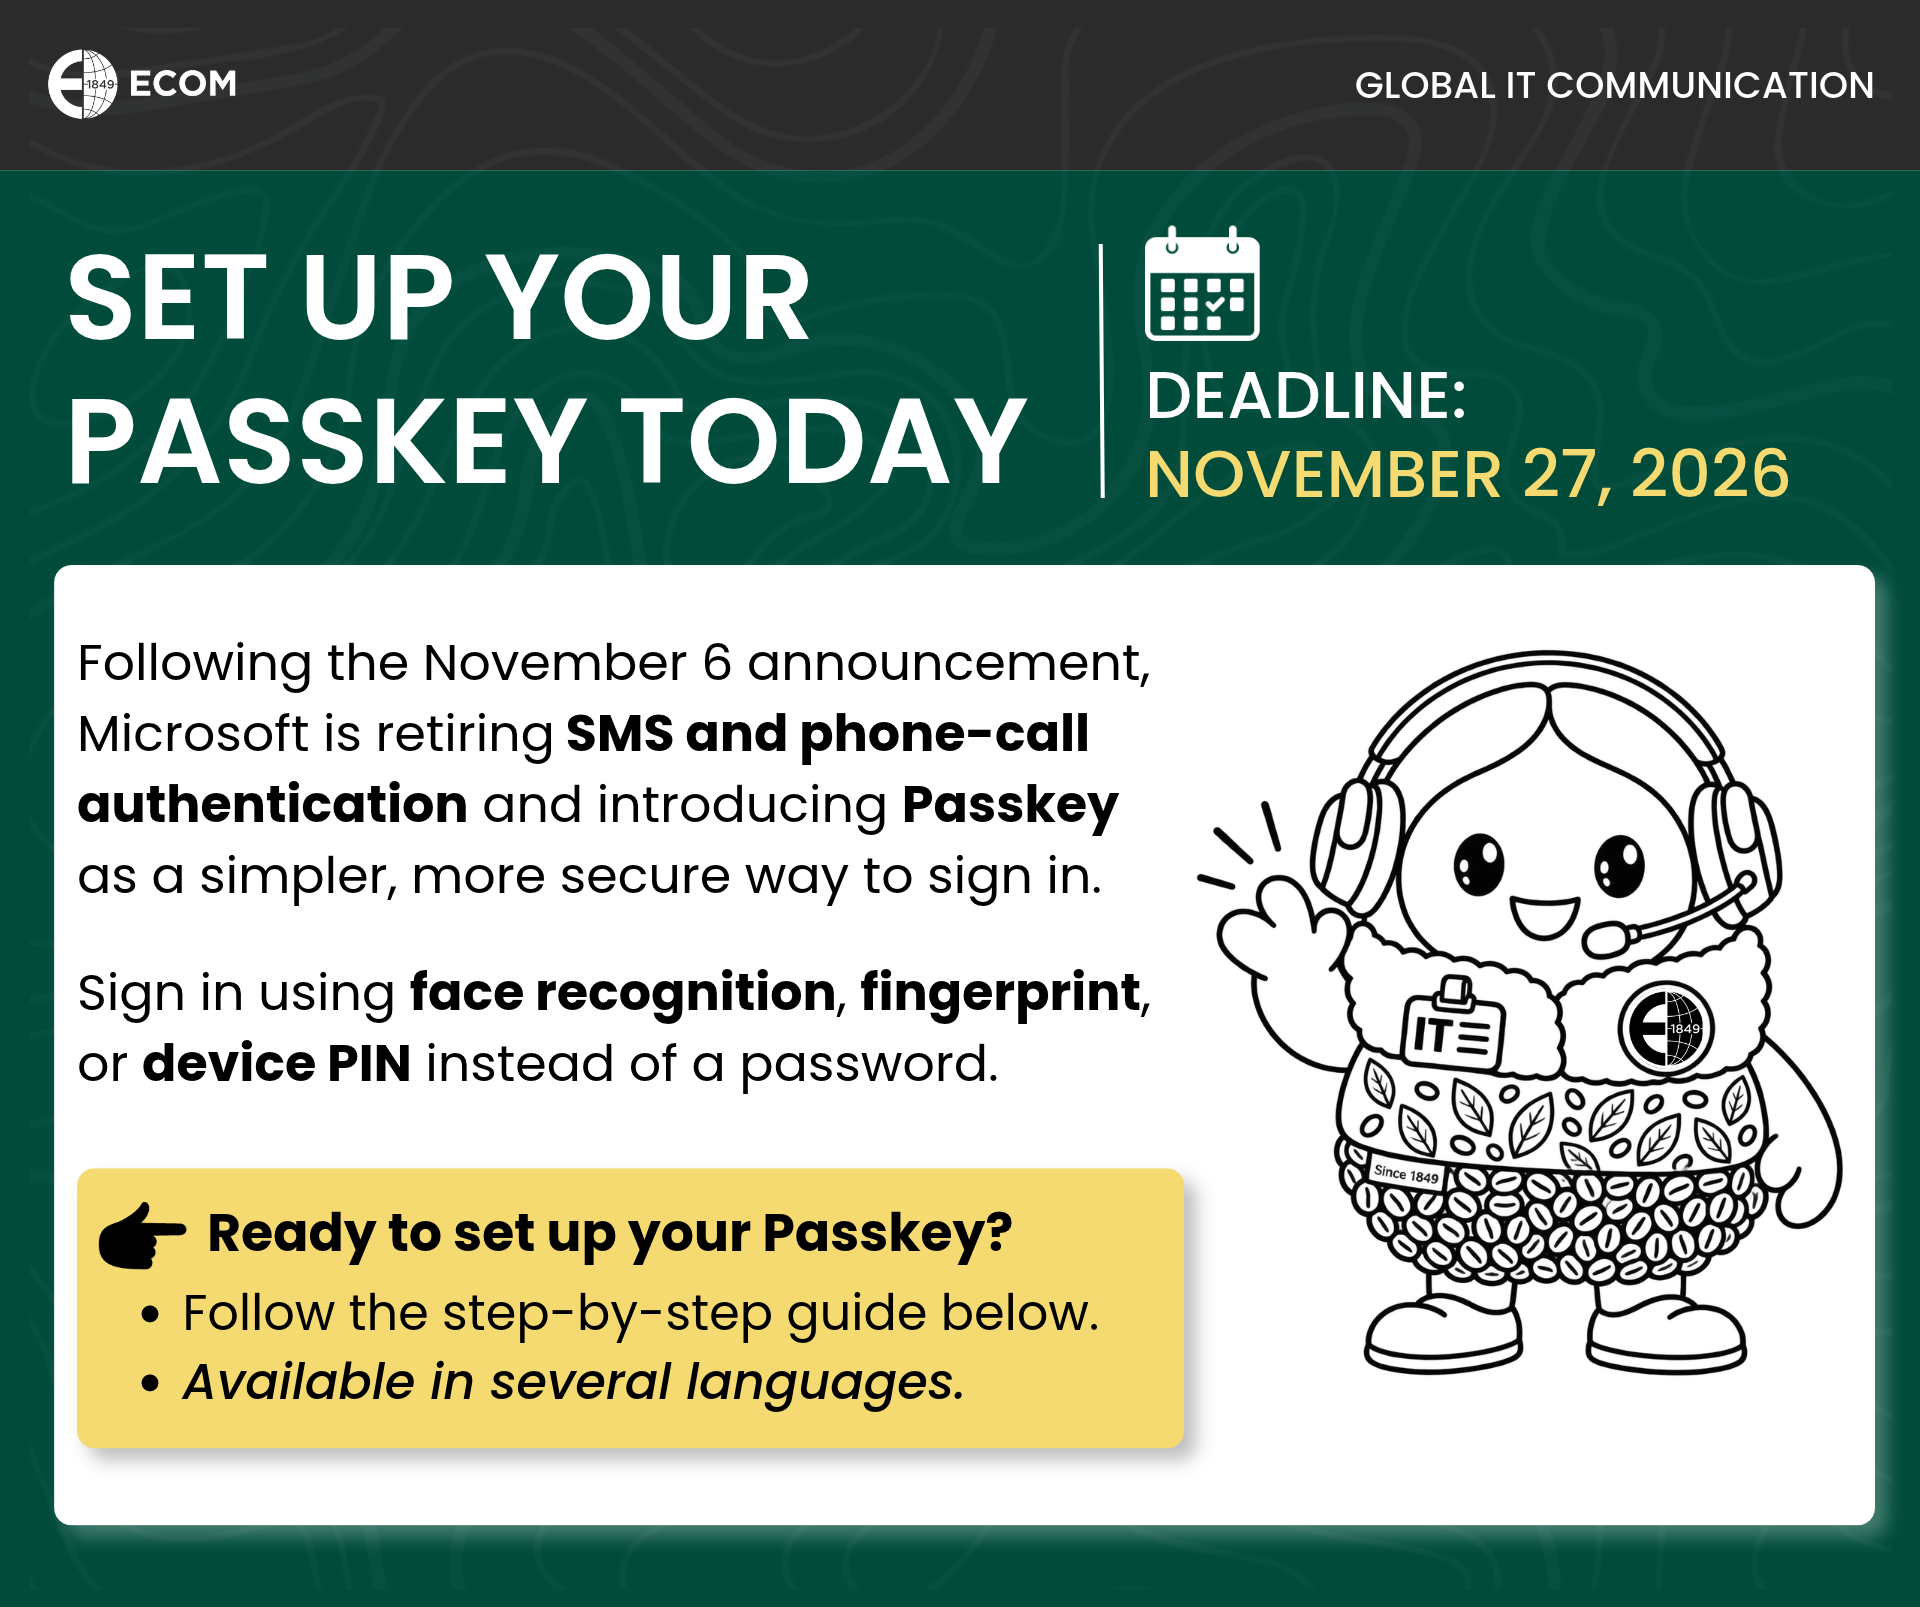 1849
ECOM
GLOBAL IT COMMUNICATION
SET UP YOUR
PASSKEY TODAY
DEADLINE:
NOVEMBER 27, 2026
Following the November 6 announcement,
Microsoft is retiring SMS and phone-call
authentication and introducing Passkey
as a simpler, more secure way to sign in.
Sign in using face recognition, fingerprint,
or device PIN instead of a password.
Ready to set up your Passkey?
• Follow the step-by-step guide below.
• Available in several languages.
IT
1849
Since 1849